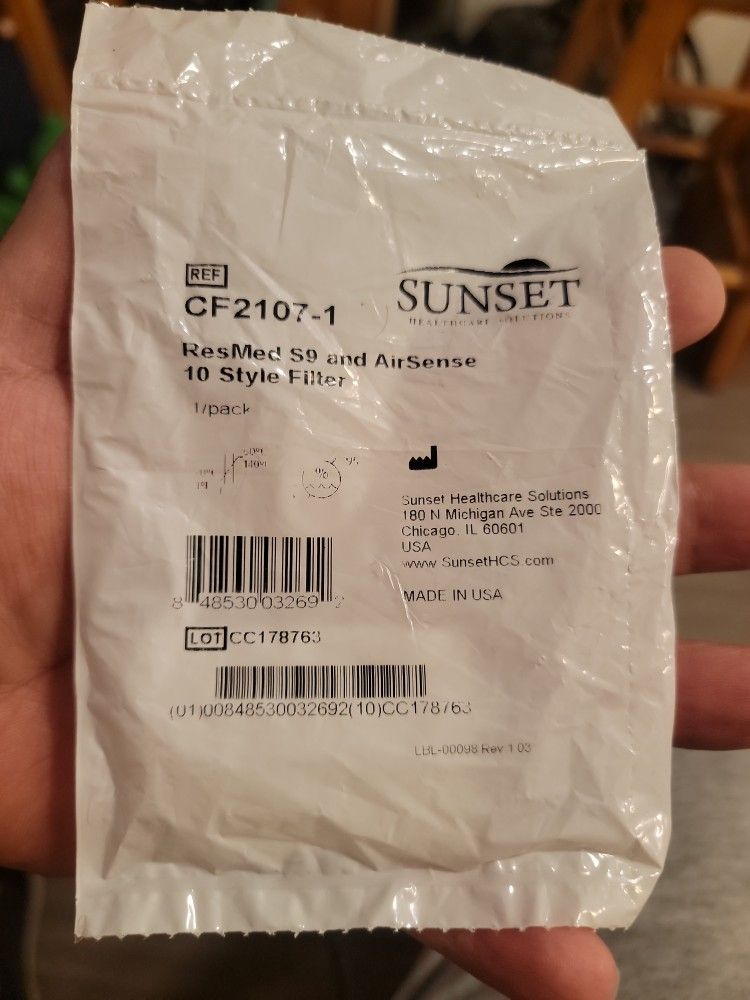 REF
CF2107-1
SUNSET
HEALTHCARE SOLUTIONS
ResMed S9 and AirSense
10 Style Filter
1/pack
140°F
%
95
Sunset Healthcare Solutions
180 N Michigan Ave Ste 2000
Chicago, IL 60601
USA
www.SunsetHCS.com
MADE IN USA
8 48530 03269 2
LOT CC178763
(01)00848530032692(10)CC178763
LBL-00098 Rev 1.03